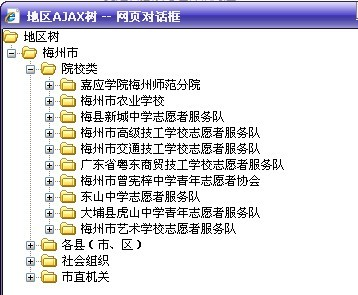 地区AJAX树 -- 网页对话框
地区树
梅州市
院校类
嘉应学院梅州师范分院
梅州市农业学校
梅县新城中学志愿者服务队
梅州市高级技工学校志愿者服务队
梅州市交通技工学校志愿者服务队
广东省粤东商贸技工学校志愿者服务队
梅州市曾宪梓中学青年志愿者协会
东山中学志愿者服务队
大埔县虎山中学青年志愿者服务队
梅州市艺术学校志愿者服务队
各县（市、区）
社会组织
市直机关